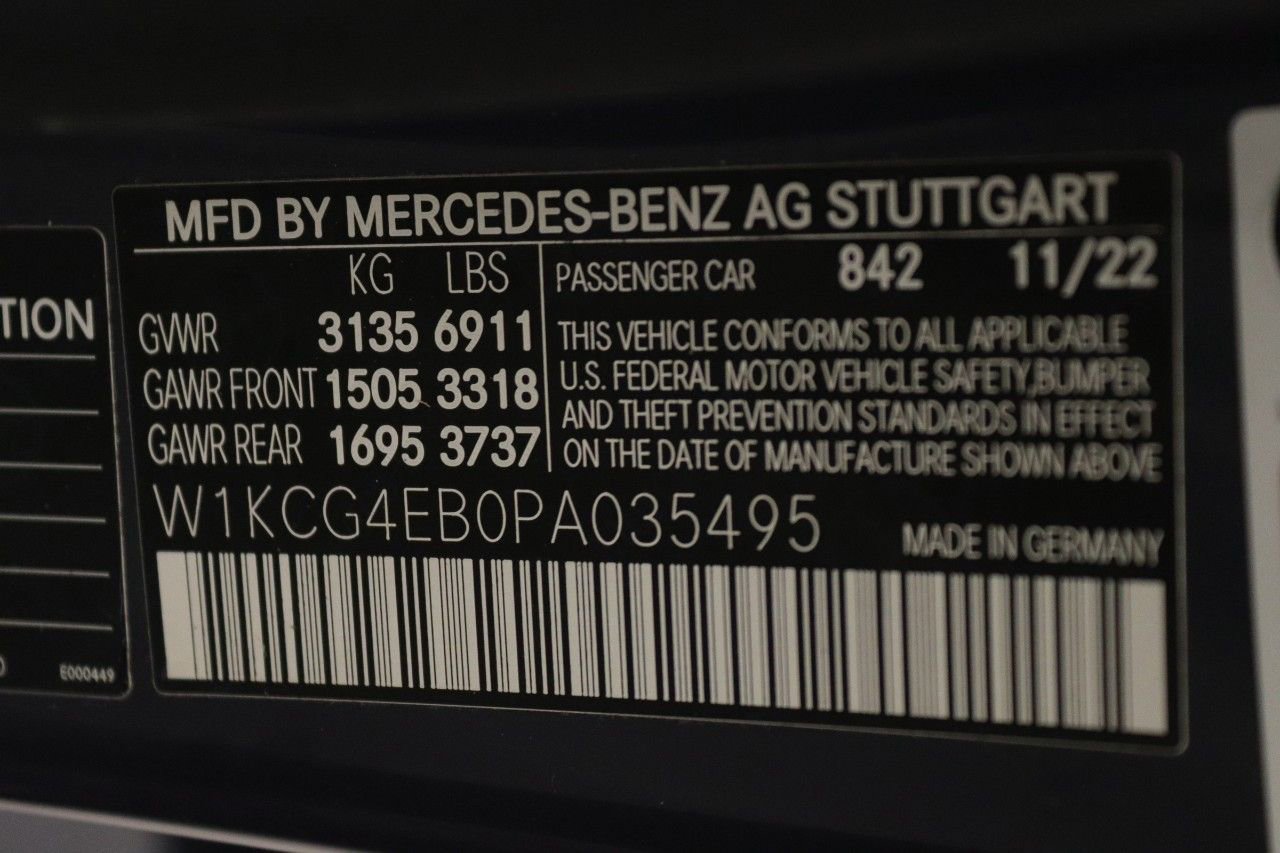 MFD BY MERCEDES-BENZ AG STUTTGART
KG LBS
GVWR 3135 6911
GAWR FRONT 1505 3318
GAWR REAR 1695 3737
PASSENGER CAR 842 11/22
THIS VEHICLE CONFORMS TO ALL APPLICABLE
U.S. FEDERAL MOTOR VEHICLE SAFETY,BUMPER
AND THEFT PREVENTION STANDARDS IN EFFECT
ON THE DATE OF MANUFACTURE SHOWN ABOVE
W1KCG4EB0PA035495
MADE IN GERMANY
TION
E000449